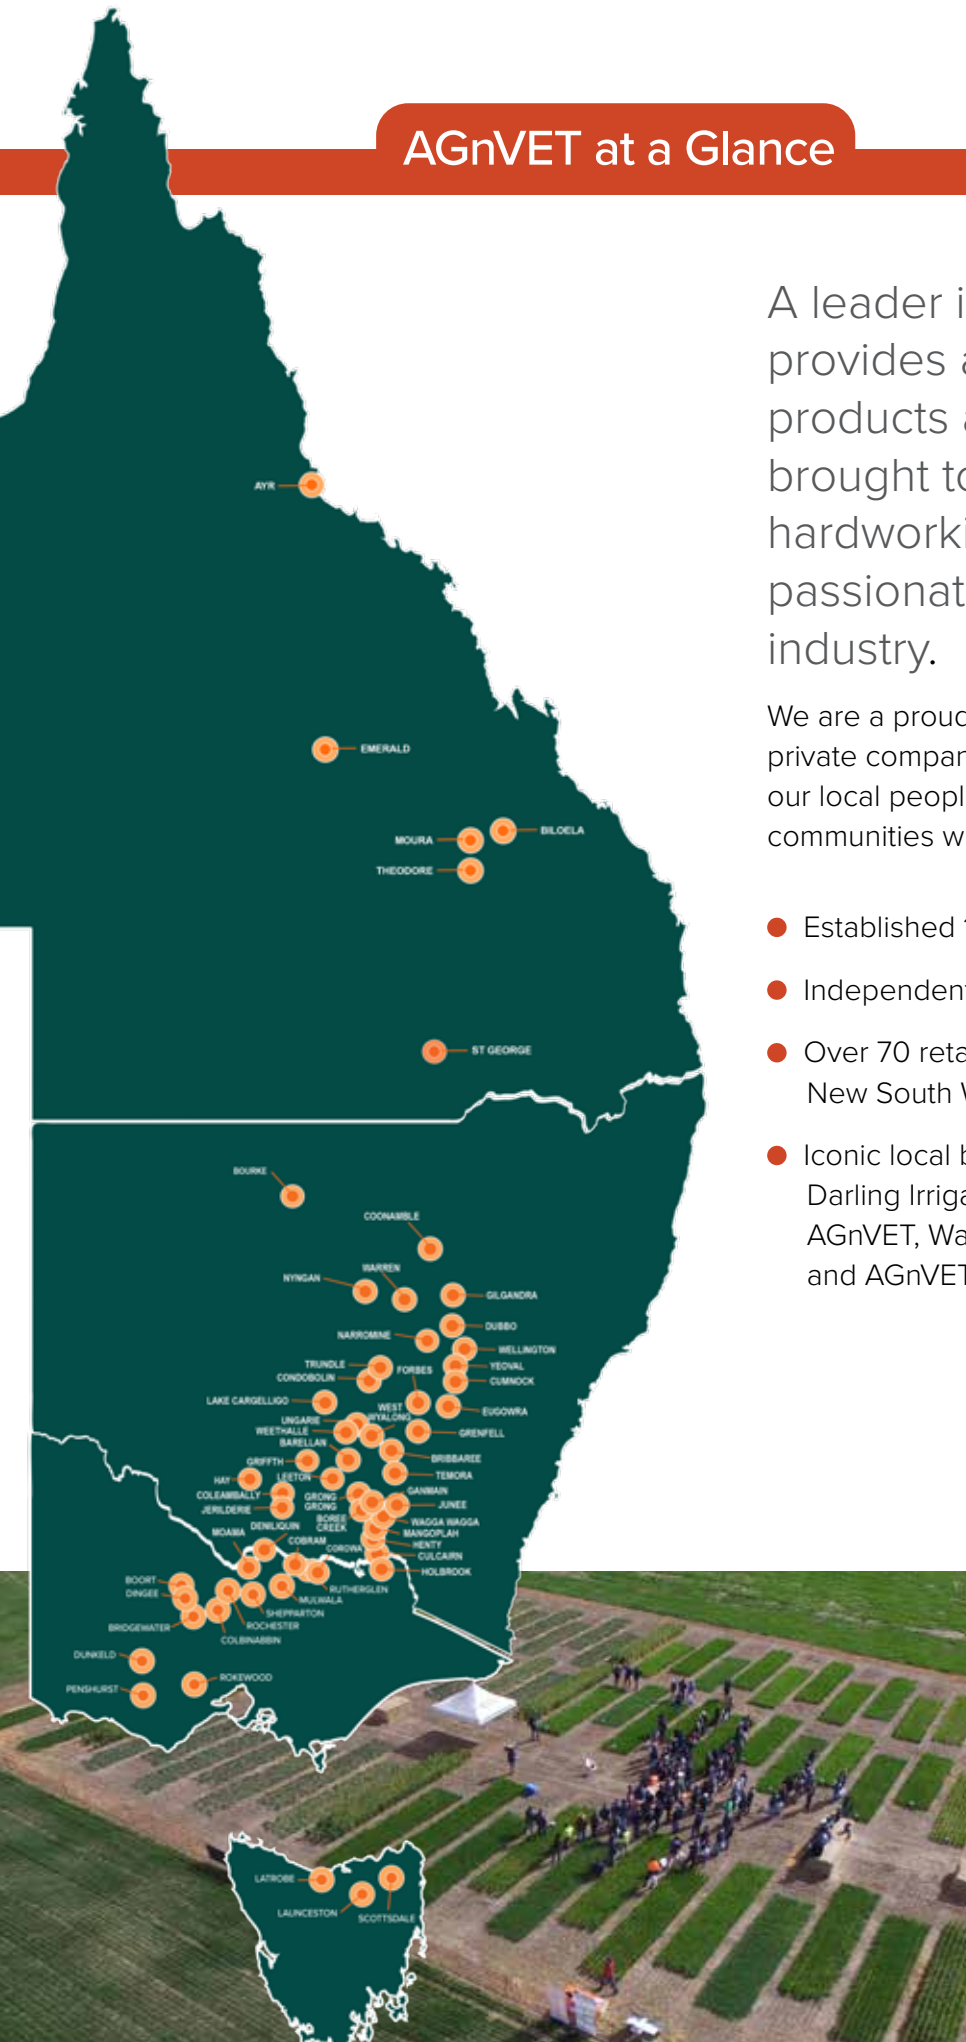 AGnVET at a Glance
A leader i
provides a
products a
brought to
hardworki
passionat
industry.
We are a proud
private compan
our local peopl
communities w
Established
Independent
Over 70 reta
New South W
Iconic local b
Darling Irriga
AGnVET, Wa
and AGnVET
AYR
EMERALD
BILOELA
MOURA
THEODORE
ST GEORGE
BOURKE
COONAMBLE
WARREN
NYNGAN
GILGANDRA
DUBBO
NARROMINE
WELLINGTON
TRUNDLE
YEOVAL
FORBES
CONDOBOLIN
CUMNOCK
LAKE CARGELLIGO
WEST
WYALONG
EUGOWRA
UNGARIE
WEETHALLE
GRENFELL
BARELLAN
BRIBBAREE
GRIFFTH
TEMORA
HAY
LEETON
GANMAIN
COLEAMBALLY
GRONG
GRONG
JUNEE
JERILDERIE
BOREE
CREEK
WAGGA WAGGA
DENILIQUIN
MANGOPLAH
MOAMA
COBRAM
HENTY
COROWA
CULCAIRN
HOLBROOK
BOORT
RUTHERGLEN
DINGEE
MULWALA
SHEPPARTON
BRIDGEWATER
ROCHESTER
COLBINABBIN
DUNKELD
ROKEWOOD
PENSHURST
LATROBE
LAUNCESTON
SCOTTSDALE